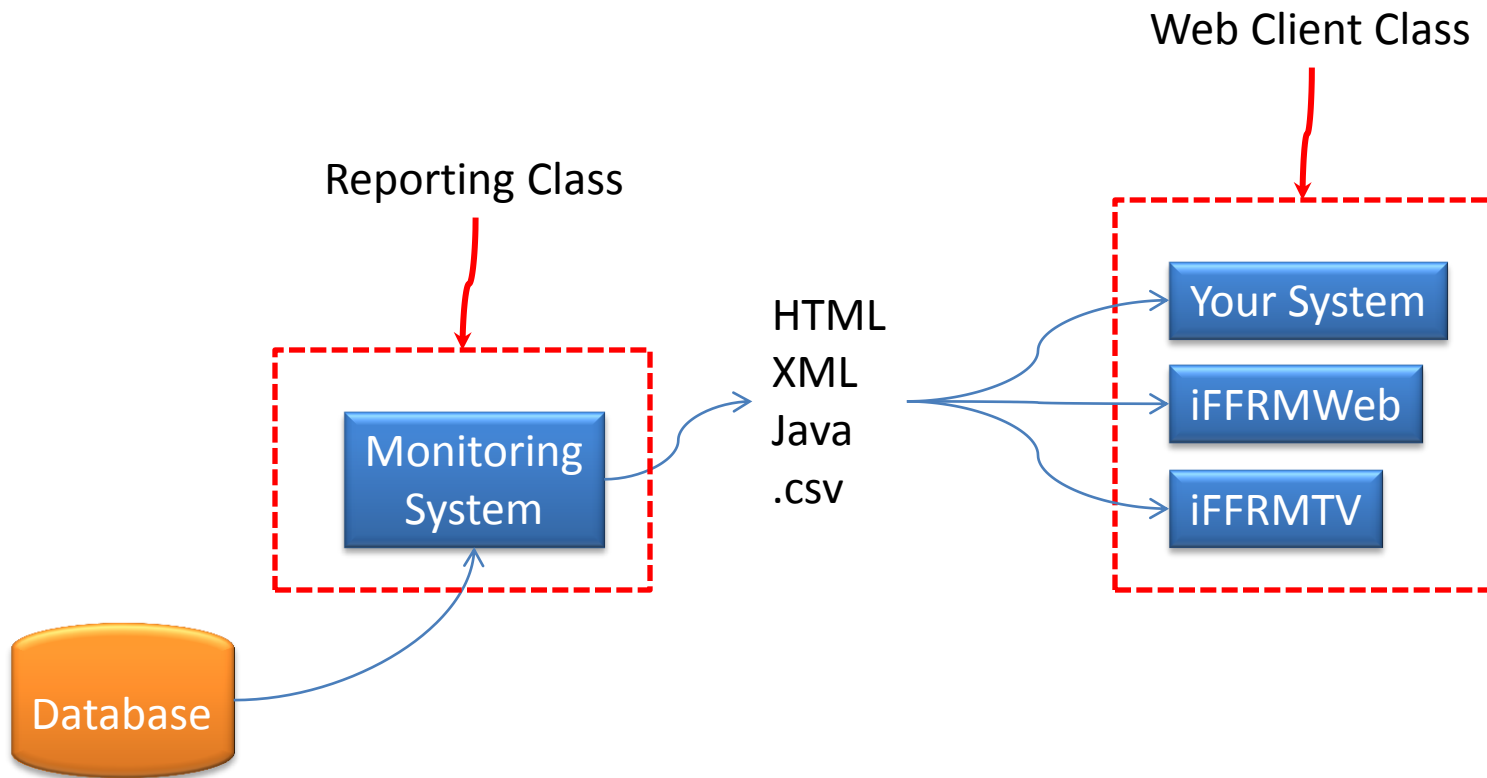 Web Client Class
Reporting Class
HTML
XML
Java
.csv
Your System
iFFRMWeb
iFFRMTV
Monitoring
System
Database